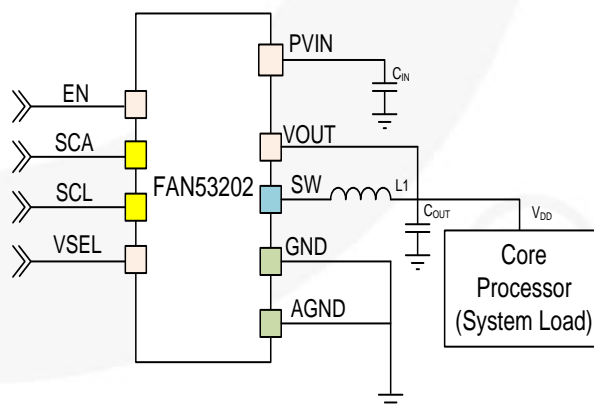 PVIN
CIN
EN
VOUT
SCA
FAN53202
SW
L1
SCL
COUT
VDD
VSEL
GND
Core
Processor
(System Load)
AGND